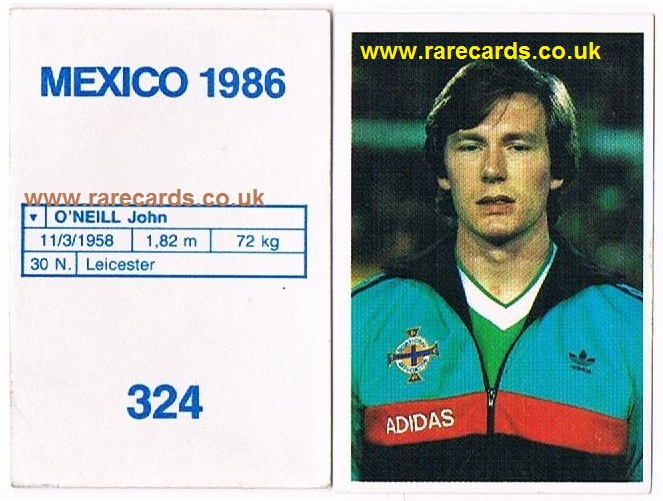 MEXICO 1986
www.rarecards.co.uk
▼ O'NEILL John
11/3/1958 1,82 m 72 kg
30 N. Leicester
324
www.rarecards.co.uk
adidas
ADIDAS